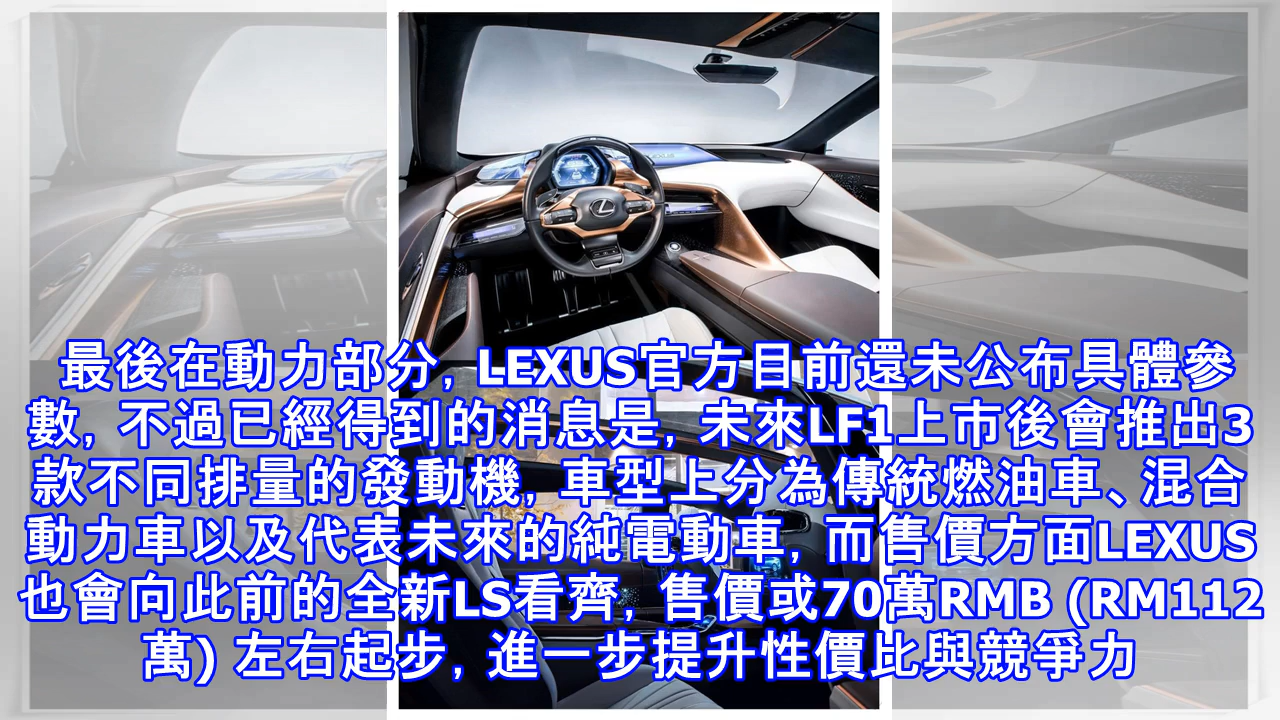 最後在動力部分, LEXUS官方目前還未公布具體參
數, 不過已經得到的消息是, 未來LF1上市後會推出3
款不同排量的發動機, 車型上分為傳統燃油車、混合
動力車以及代表未來的純電動車, 而售價方面LEXUS
也會向此前的全新LS看齊, 售價或70萬RMB (RM112
萬) 左右起步, 進一步提升性價比與競爭力